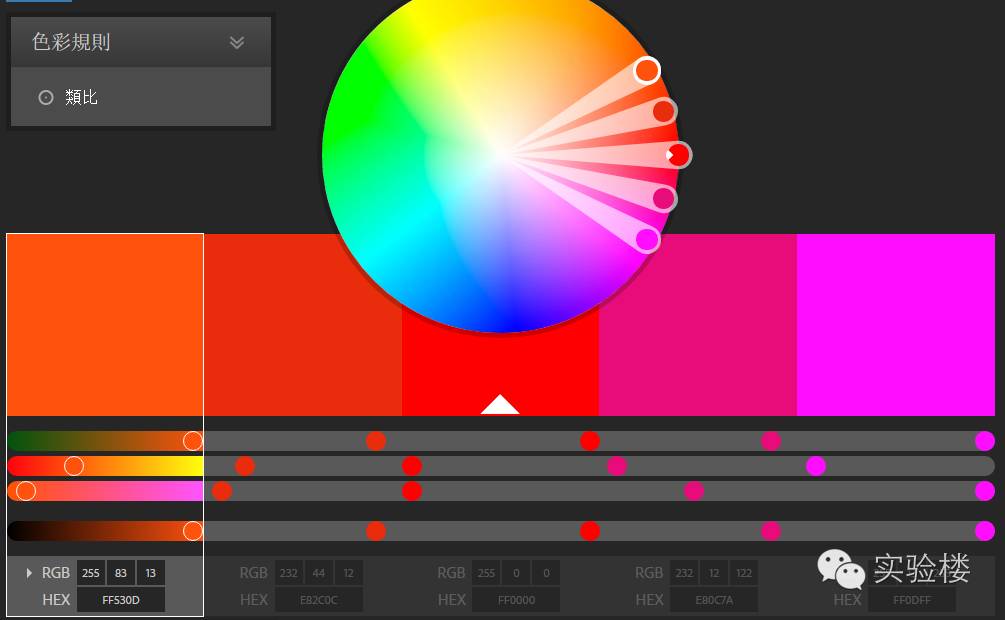 色彩規則
類比
RGB 255 83 13
HEX FF530D
RGB 232 44 12
HEX E82C0C
RGB 255 0 0
HEX FF0000
RGB 232 12 122
HEX E80C7A
HEX FF0DFF
实验楼